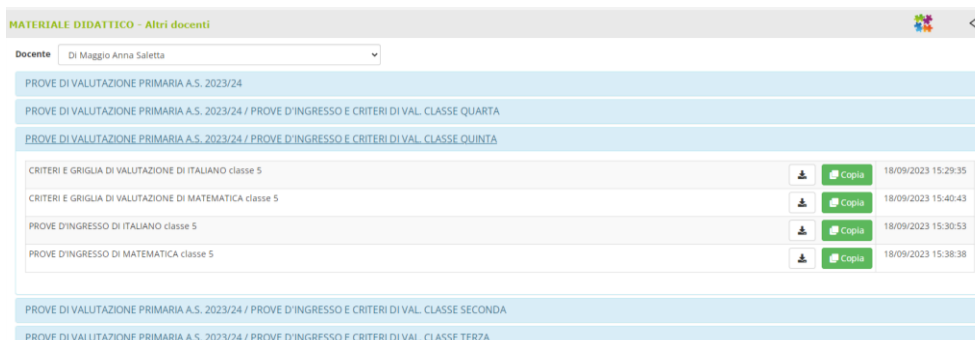 MATERIALE DIDATTICO - Altri docenti
Docente Di Maggio Anna Saletta
PROVE DI VALUTAZIONE PRIMARIA A.S. 2023/24
PROVE DI VALUTAZIONE PRIMARIA A.S. 2023/24 / PROVE D'INGRESSO E CRITERI DI VAL. CLASSE QUARTA
PROVE DI VALUTAZIONE PRIMARIA A.S. 2023/24 / PROVE D'INGRESSO E CRITERI DI VAL. CLASSE QUINTA
CRITERI E GRIGLIA DI VALUTAZIONE DI ITALIANO classe 5 Copia 18/09/2023 15:29:35
CRITERI E GRIGLIA DI VALUTAZIONE DI MATEMATICA classe 5 Copia 18/09/2023 15:40:43
PROVE D'INGRESSO DI ITALIANO classe 5 Copia 18/09/2023 15:30:53
PROVE D'INGRESSO DI MATEMATICA classe 5 Copia 18/09/2023 15:38:38
PROVE DI VALUTAZIONE PRIMARIA A.S. 2023/24 / PROVE D'INGRESSO E CRITERI DI VAL. CLASSE SECONDA
PROVE DI VALUTAZIONE PRIMARIA A.S. 2023/24 / PROVE D'INGRESSO E CRITERI DI VAL. CLASSE TERZA